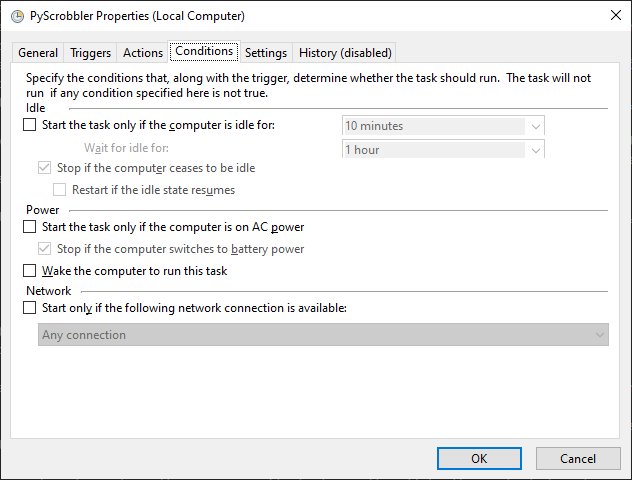 PyScrobbler Properties (Local Computer)
General Triggers Actions Conditions Settings History (disabled)
Specify the conditions that, along with the trigger, determine whether the task should run. The task will not
run if any condition specified here is not true.
Idle
Start the task only if the computer is idle for: 10 minutes
Wait for idle for: 1 hour
Stop if the computer ceases to be idle
Restart if the idle state resumes
Power
Start the task only if the computer is on AC power
Stop if the computer switches to battery power
Wake the computer to run this task
Network
Start only if the following network connection is available:
Any connection
OK Cancel